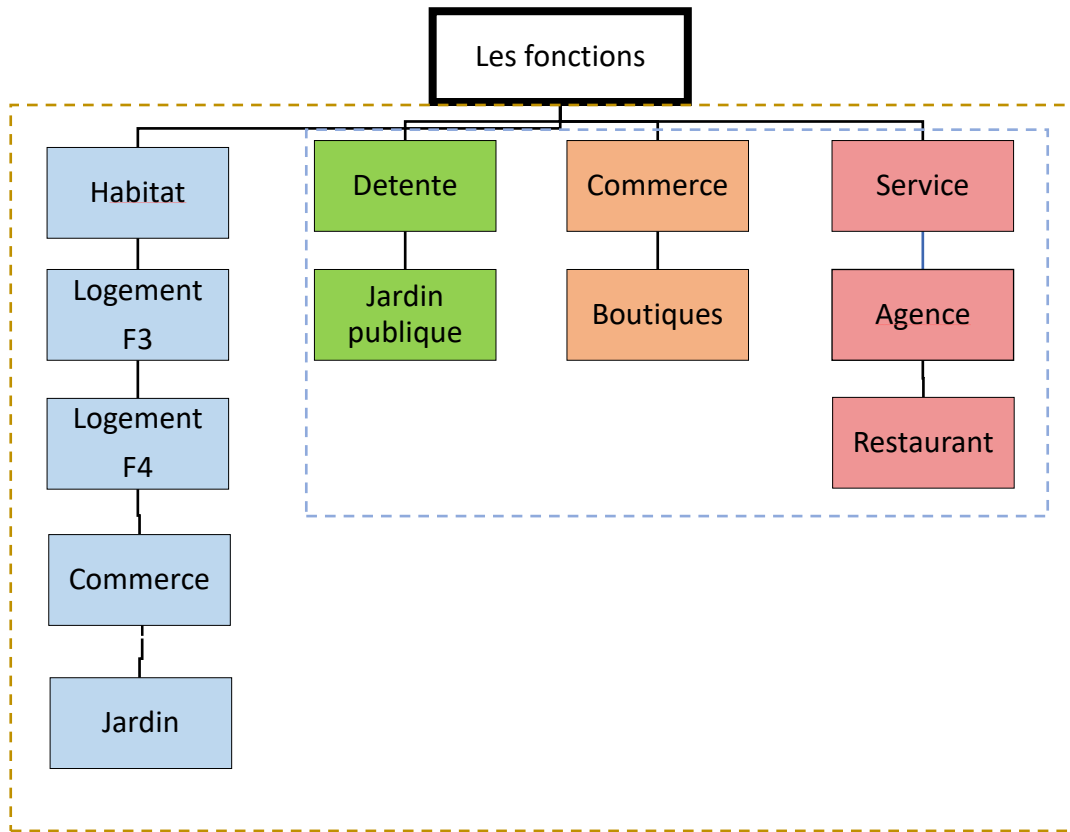 Les fonctions
Habitat
Detente
Commerce
Service
Logement
F3
Jardin
publique
Boutiques
Agence
Logement
F4
Restaurant
Commerce
Jardin